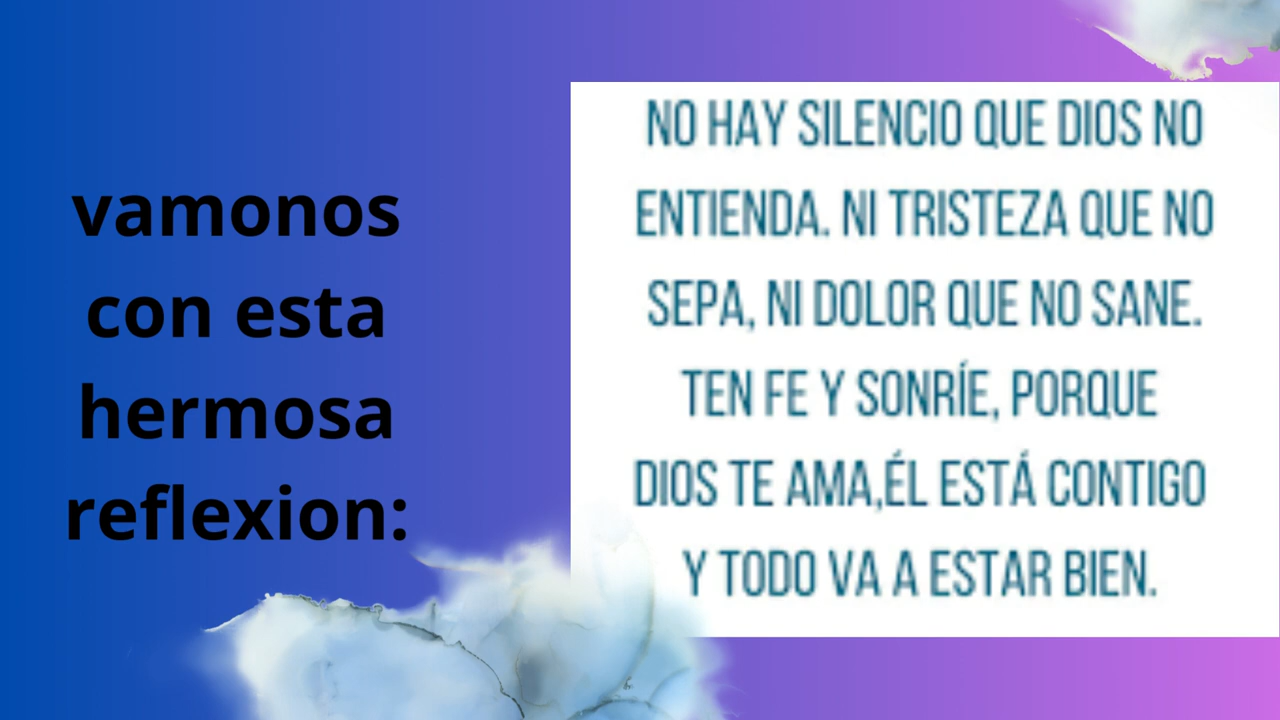 vamonos
con esta
hermosa
reflexion:
NO HAY SILENCIO QUE DIOS NO
ENTIENDA. NI TRISTEZA QUE NO
SEPA, NI DOLOR QUE NO SANE.
TEN FE Y SONRÍE, PORQUE
DIOS TE AMA,ÉL ESTÁ CONTIGO
Y TODO VA A ESTAR BIEN.